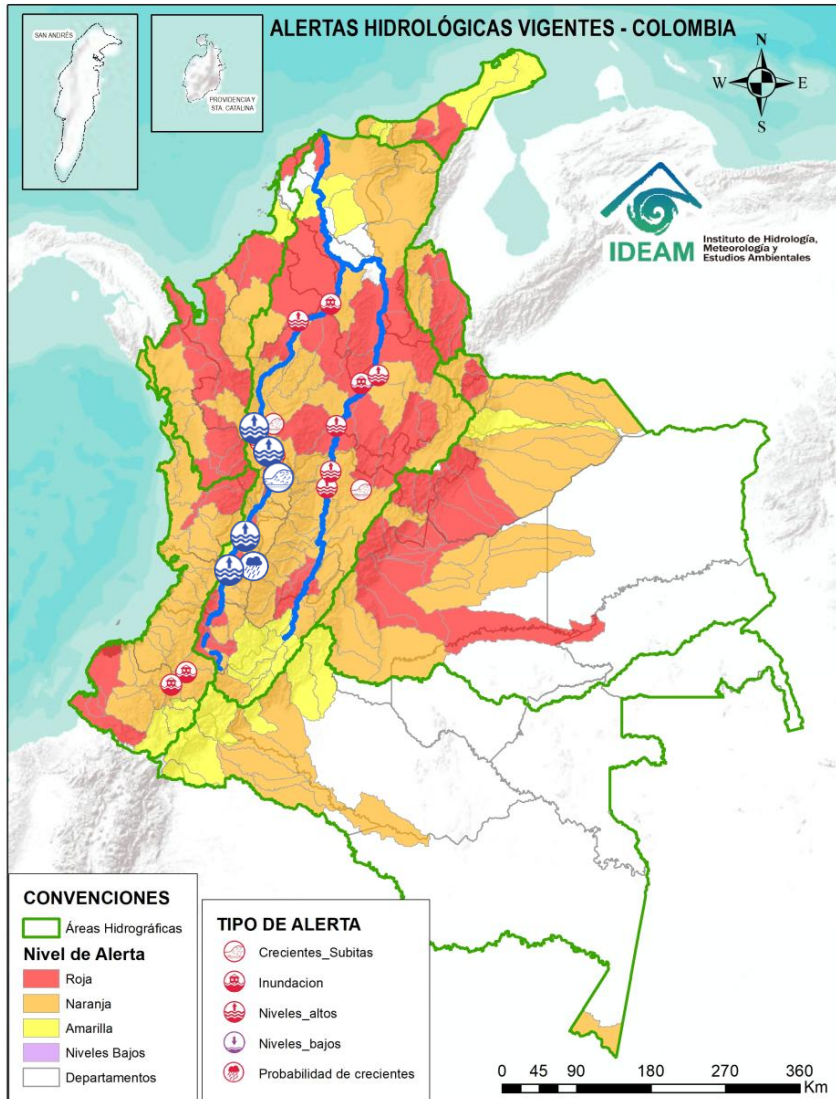 ALERTAS HIDROLÓGICAS VIGENTES - COLOMBIA
SAN ANDRÉS
PROVIDENCIA Y
STA. CATALINA
N
W
E
S
IDEAM
Instituto de Hidrología,
Meteorología y
Estudios Ambientales
CONVENCIONES
Áreas Hidrográficas
Nivel de Alerta
Roja
Naranja
Amarilla
Niveles Bajos
Departamentos
TIPO DE ALERTA
Crecientes_Subitas
Inundacion
Niveles_altos
Niveles_bajos
Probabilidad de crecientes
0 45 90 180 270 360
Km